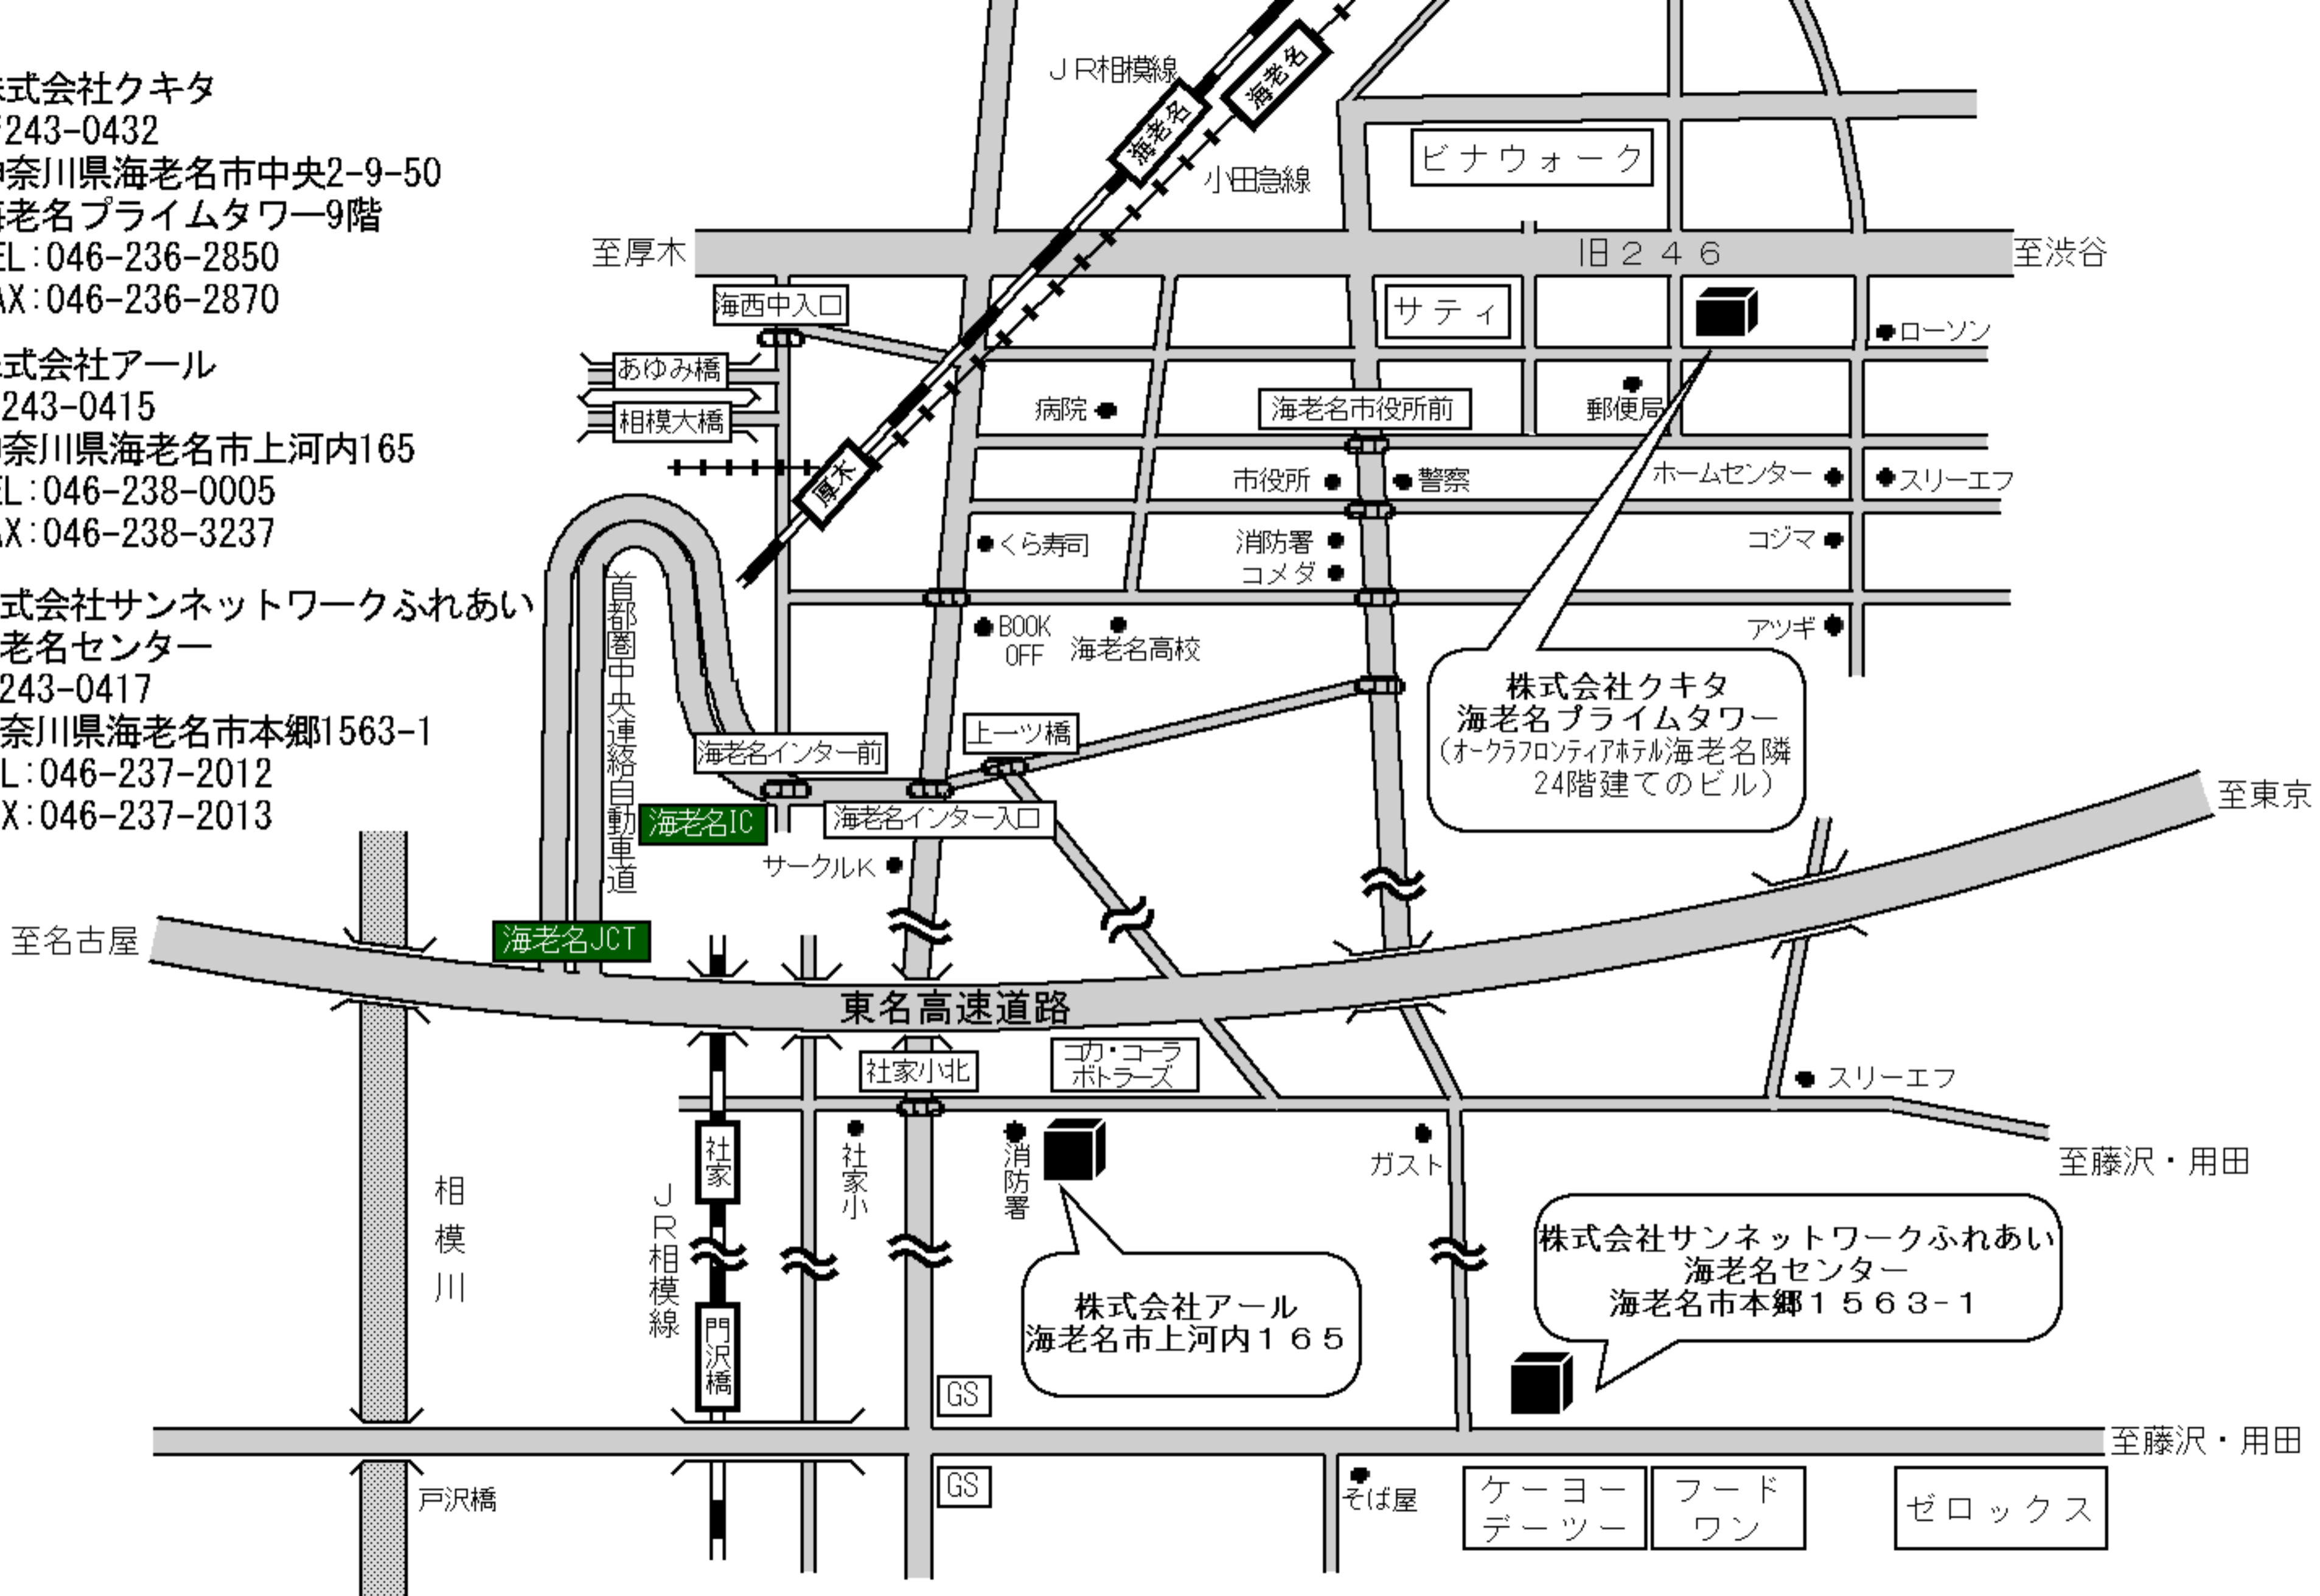 式会社クキタ
243-0432
奈川県海老名市中央2-9-50
老名プライムタワー9階
EL:046-236-2850
AX:046-236-2870
式会社アール
243-0415
奈川県海老名市上河内165
EL:046-238-0005
AX:046-238-3237
式会社サンネットワークふれあい
老名センター
243-0417
奈川県海老名市本郷1563-1
L:046-237-2012
X:046-237-2013
JR相模線
海老名
海老名
小田急線
ビナウォーク
至厚木
旧246
至渋谷
海西中入口
サティ
ローソン
あゆみ橋
相模大橋
病院
海老名市役所前
郵便局
厚木
市役所
警察
ホームセンター
スリーエフ
くら寿司
消防署
コメダ
コジマ
首都圏中央連絡自動車道
BOOK
OFF
海老名高校
アツギ
株式会社クキタ
海老名プライムタワー
(オークラフロンティアホテル海老名隣
24階建てのビル)
上一ツ橋
海老名インター前
海老名IC
海老名インター入口
サークルK
至東京
至名古屋
海老名JCT
東名高速道路
社家小北
コカ・コーラ
ボトラーズ
スリーエフ
社家
社家小
消防署
ガスト
至藤沢・用田
相模川
JR相模線
株式会社アール
海老名市上河内165
株式会社サンネットワークふれあい
海老名センター
海老名市本郷1563-1
門沢橋
GS
至藤沢・用田
戸沢橋
GS
そば屋
ケーヨー
デーツー
フード
ワン
ゼロックス